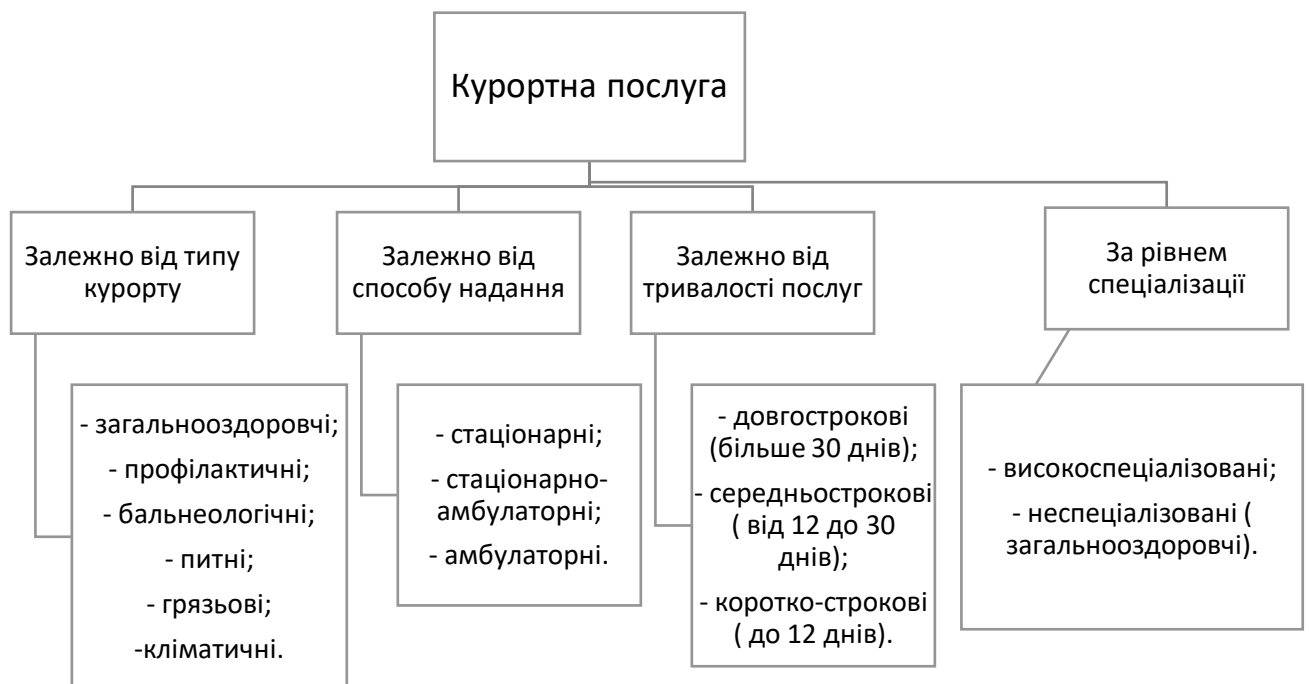 Курортна послуга
Залежно від типу
курорту
- загальнооздоровчі;
- профілактичні;
- бальнеологічні;
- питні;
- грязьові;
-кліматичні.
Залежно від
способу надання
- стаціонарні;
- стаціонарно-
амбулаторні;
- амбулаторні.
Залежно від
тривалості послуг
- довгострокові
(більше 30 днів);
- середньострокові
( від 12 до 30
днів);
- коротко-строкові
( до 12 днів).
За рівнем
спеціалізації
- високоспеціалізовані;
- неспеціалізовані (
загальнооздоровчі).